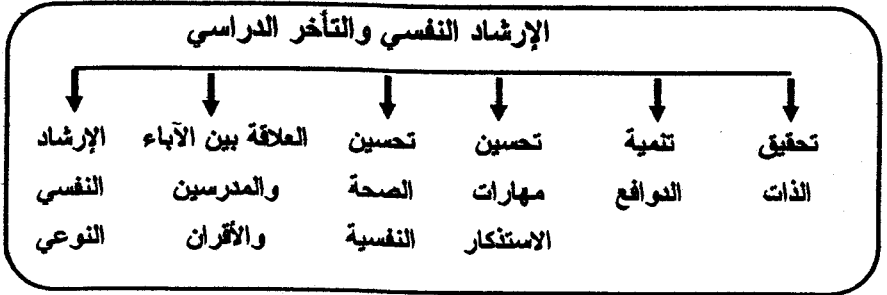 الإرشاد النفسي والتأخر الدراسي
تحقيق
الذات
تنمية
الدوافع
تحسين
مهارات
الاستذكار
تحسين
الصحة
النفسية
العلاقة بين الآباء
والمدرسين
والأقران
الإرشاد
النفسي
النوعي